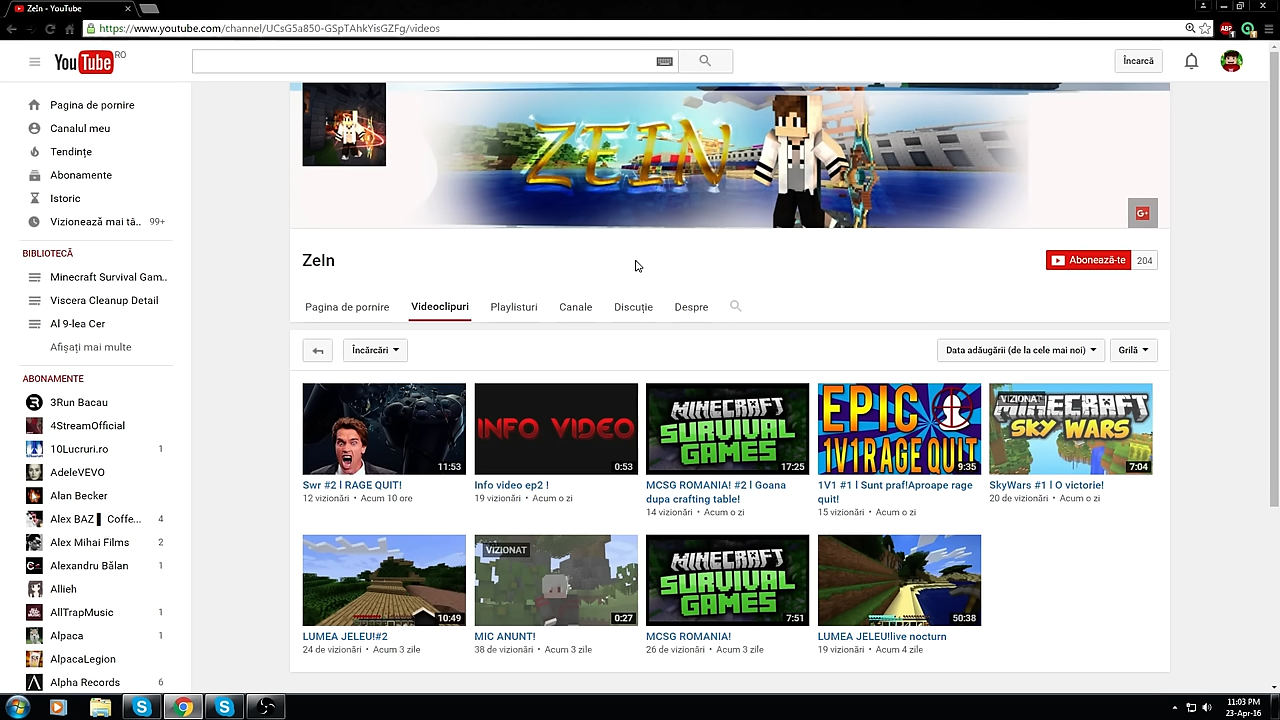 ZeIn - YouTube
https://www.youtube.com/channel/UCsG5a850-GSpTAhkYisGZFg/videos
ABP
YouTube RO
Încarcă
Pagina de pornire
Canalul meu
Tendințe
Abonamente
Istoric
Vizionează mai tâ.. 99+
BIBLIOTECĂ
Minecraft Survival Gam..
Viscera Cleanup Detail
Al 9-lea Cer
Afișați mai multe
ABONAMENTE
3Run Bacau
4StreamOfficial
10Lucruri.ro 1
AdeleVEVO
Alan Becker
Alex BAZ ▌ Coffe... 4
Alex Mihai Films 2
Alexandru Bălan 1
Allieh
AllTrapMusic 1
Alpaca 1
AlpacaLegion
Alpha Records 6
ZEIN
G+
ZeIn
Abonează-te 204
Pagina de pornire Videoclipuri Playlisturi Canale Discuție Despre
Încărcări
Data adăugării (de la cele mai noi) Grilă
11:53
INFO VIDEO
0:53
MINECRAFT
SURVIVAL
GAMES
17:25
EPIC
1V1 RAGE QUIT
9:35
VIZIONAT
MINECRAFT
SKY WARS
7:04
Swr #2 l RAGE QUIT!
12 vizionări • Acum 10 ore
Info video ep2 !
19 vizionări • Acum o zi
MCSG ROMANIA! #2 l Goana
dupa crafting table!
14 vizionări • Acum o zi
1V1 #1 l Sunt praf!Aproape rage
quit!
15 vizionări • Acum o zi
SkyWars #1 l O victorie!
20 de vizionări • Acum o zi
10:49
VIZIONAT
0:27
MINECRAFT
SURVIVAL
GAMES
7:51
50:38
LUMEA JELEU!#2
24 de vizionări • Acum 3 zile
MIC ANUNT!
38 de vizionări • Acum 3 zile
MCSG ROMANIA!
26 de vizionări • Acum 3 zile
LUMEA JELEU!live nocturn
19 vizionări • Acum 4 zile
11:03 PM
23-Apr-16